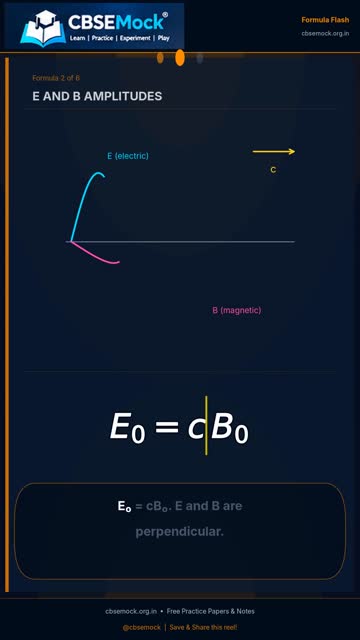 CBSEMock®
Learn | Practice | Experiment | Play
Formula Flash
cbsemock.org.in
Formula 2 of 6
E AND B AMPLITUDES
E (electric)
c
B (magnetic)
E₀ = cB₀
E₀ = cB₀. E and B are
perpendicular.
cbsemock.org.in • Free Practice Papers & Notes
@cbsemock | Save & Share this reel!